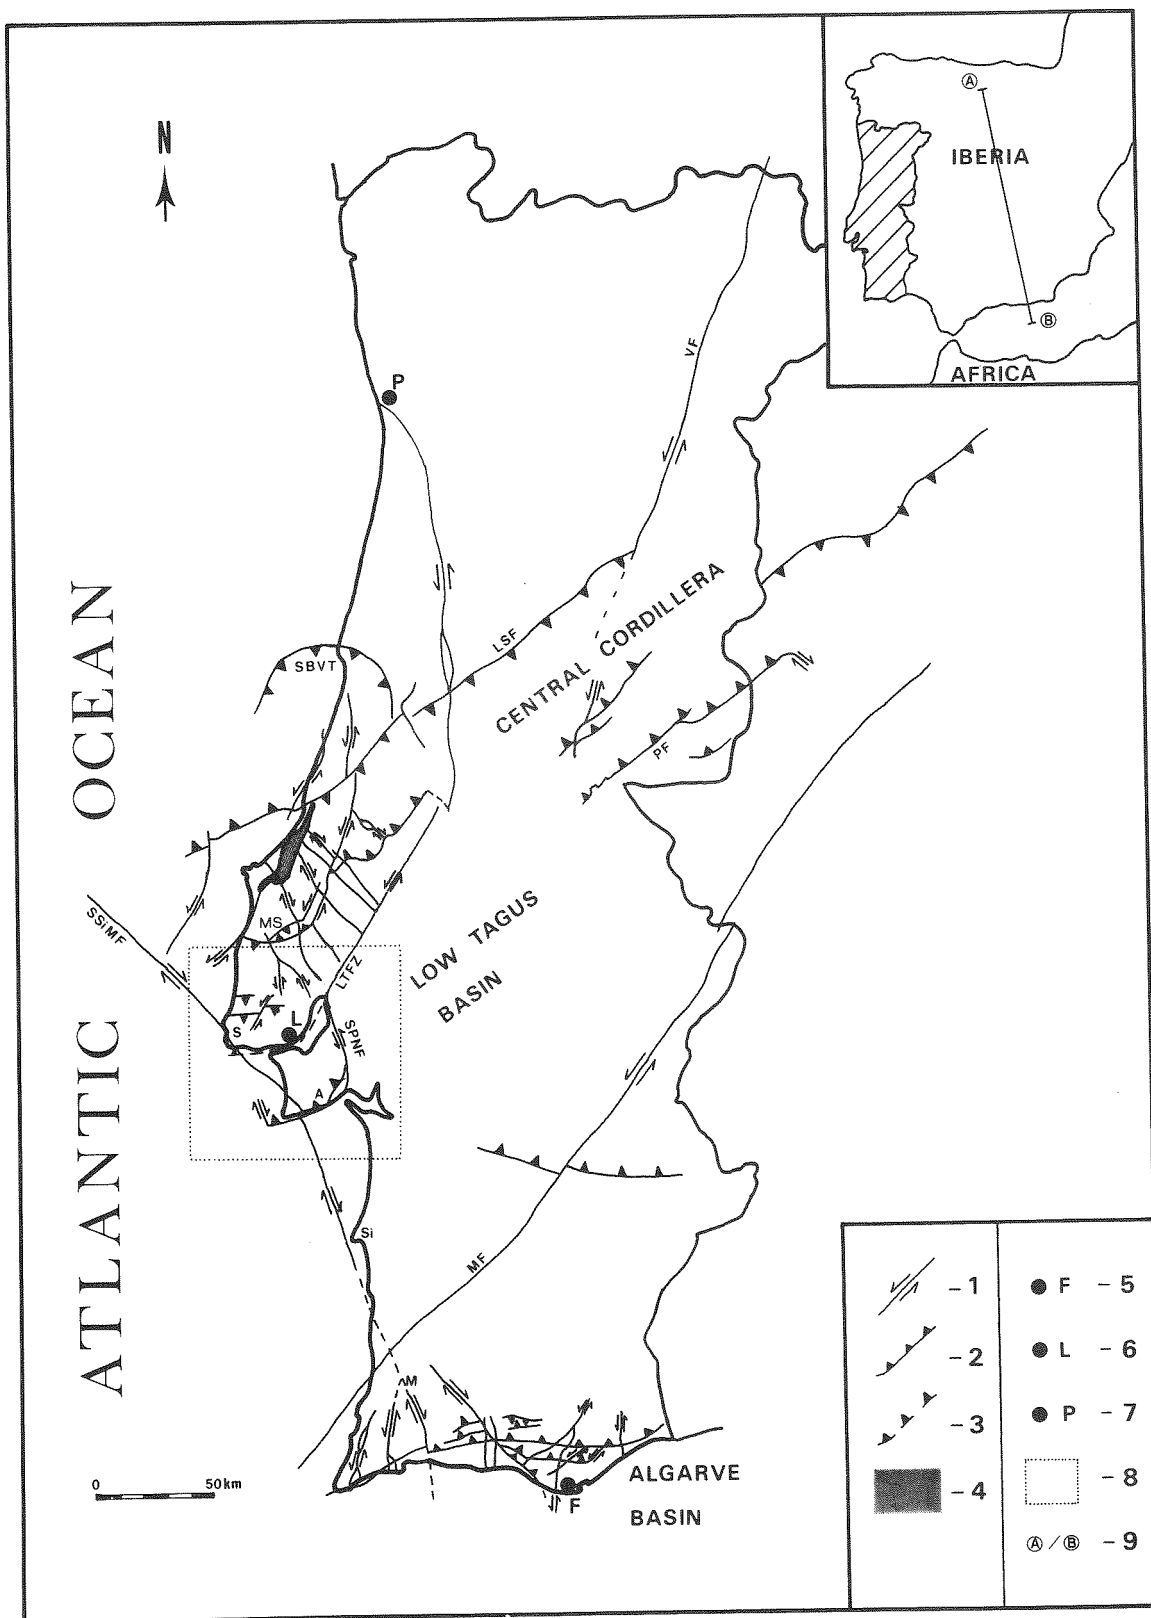 N
A
IBERIA
B
AFRICA
P
VF
ATLANTIC OCEAN
SBVT
LSF
CENTRAL CORDILLERA
PF
SSiMF
MS
LTFZ
LOW TAGUS
BASIN
S
L
SPNF
A
Si
MF
M
0 50km
F
ALGARVE
BASIN
-1
-2
-3
-4
F -5
L -6
P -7
-8
A/B -9